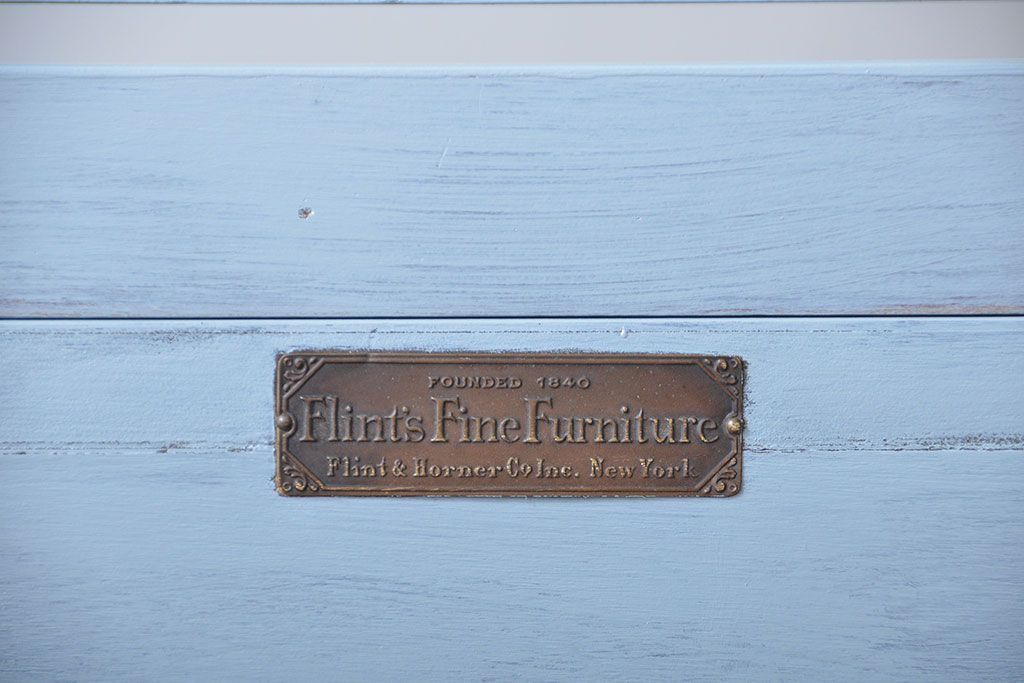 FOUNDED 1840
Flint's Fine Furniture
Flint & Horner Co Inc. New York